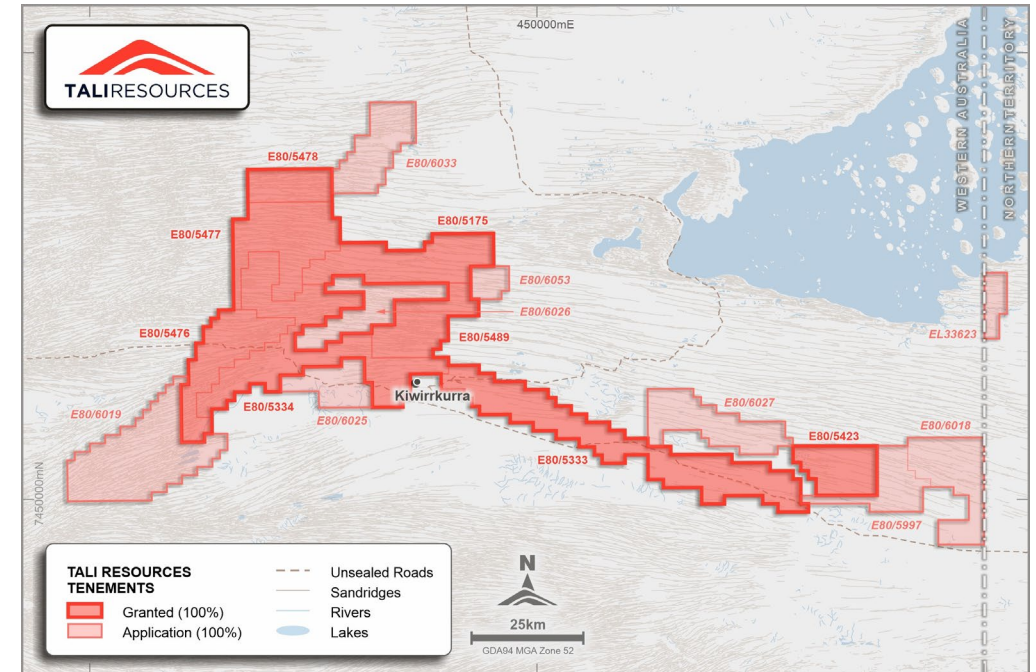 450000mE
TALIRESOURCES
WESTERN AUSTRALIA
NORTHERN TERRITORY
E80/5478
E80/6033
E80/5477
E80/5175
E80/6053
E80/6026
EL33623
E80/5476
E80/5489
Kiwirrkurra
E80/6019
E80/5334
E80/6025
E80/6027
E80/5423
E80/6018
E80/5333
7450000mN
E80/5997
TALI RESOURCES
TENEMENTS
Granted (100%)
Application (100%)
Unsealed Roads
Sandridges
Rivers
Lakes
N
25km
GDA94 MGA Zone 52